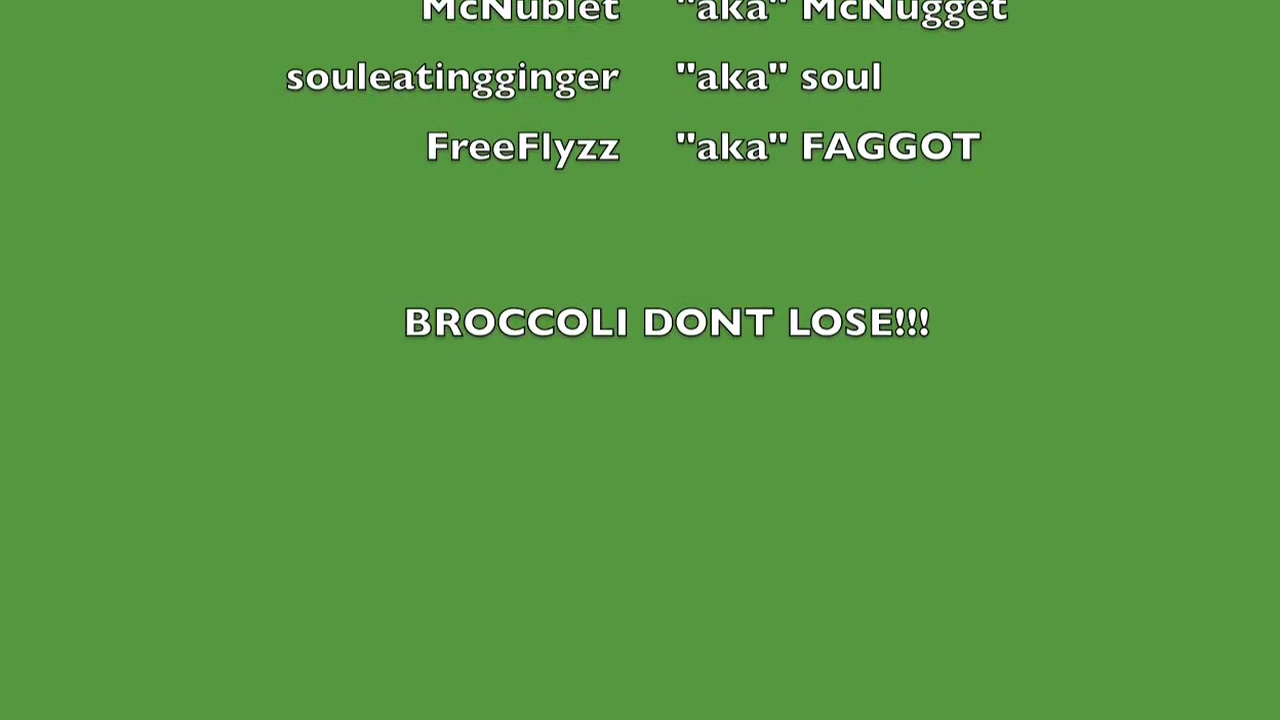 McNublet "aka" McNugget
souleatingginger "aka" soul
FreeFlyzz "aka" FAGGOT
BROCCOLI DONT LOSE!!!